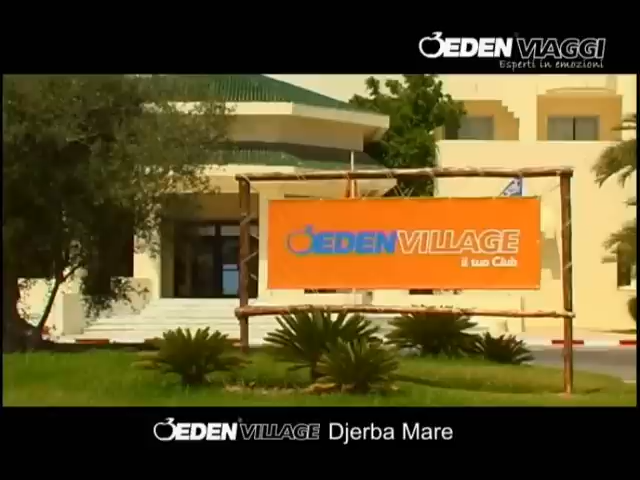 EDEN VIAGGI
Esperti in emozioni
EDEN VILLAGE
il tuo Club
EDEN VILLAGE Djerba Mare